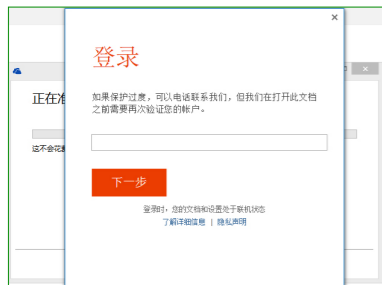 登录
正在准
如果保护过度，可以电话联系我们，但我们在打开此文档
之前需要再次验证您的帐户。
这不会花
下一步
登录时，您的文档和设置处于联机状态
了解详细信息 | 隐私声明